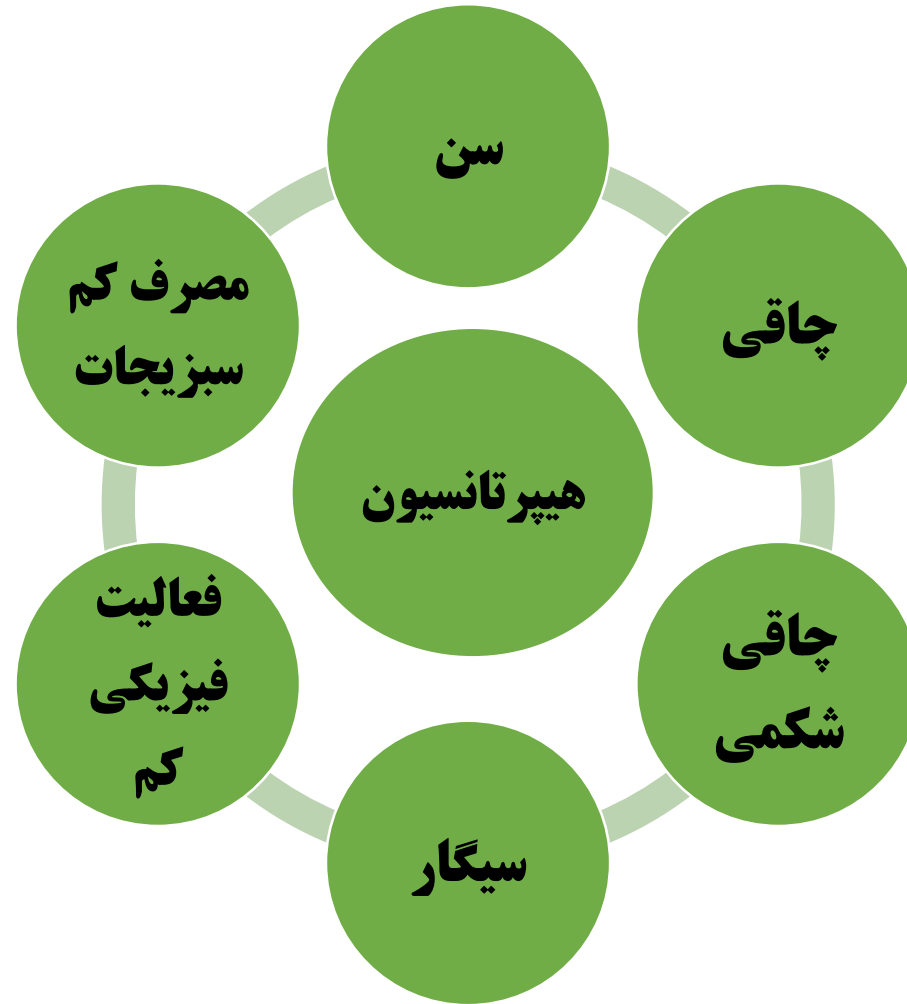 سن
چاقی
چاقی
شکمی
سیگار
فعالیت
فیزیکی
کم
مصرف کم
سبزیجات
هیپرتانسیون